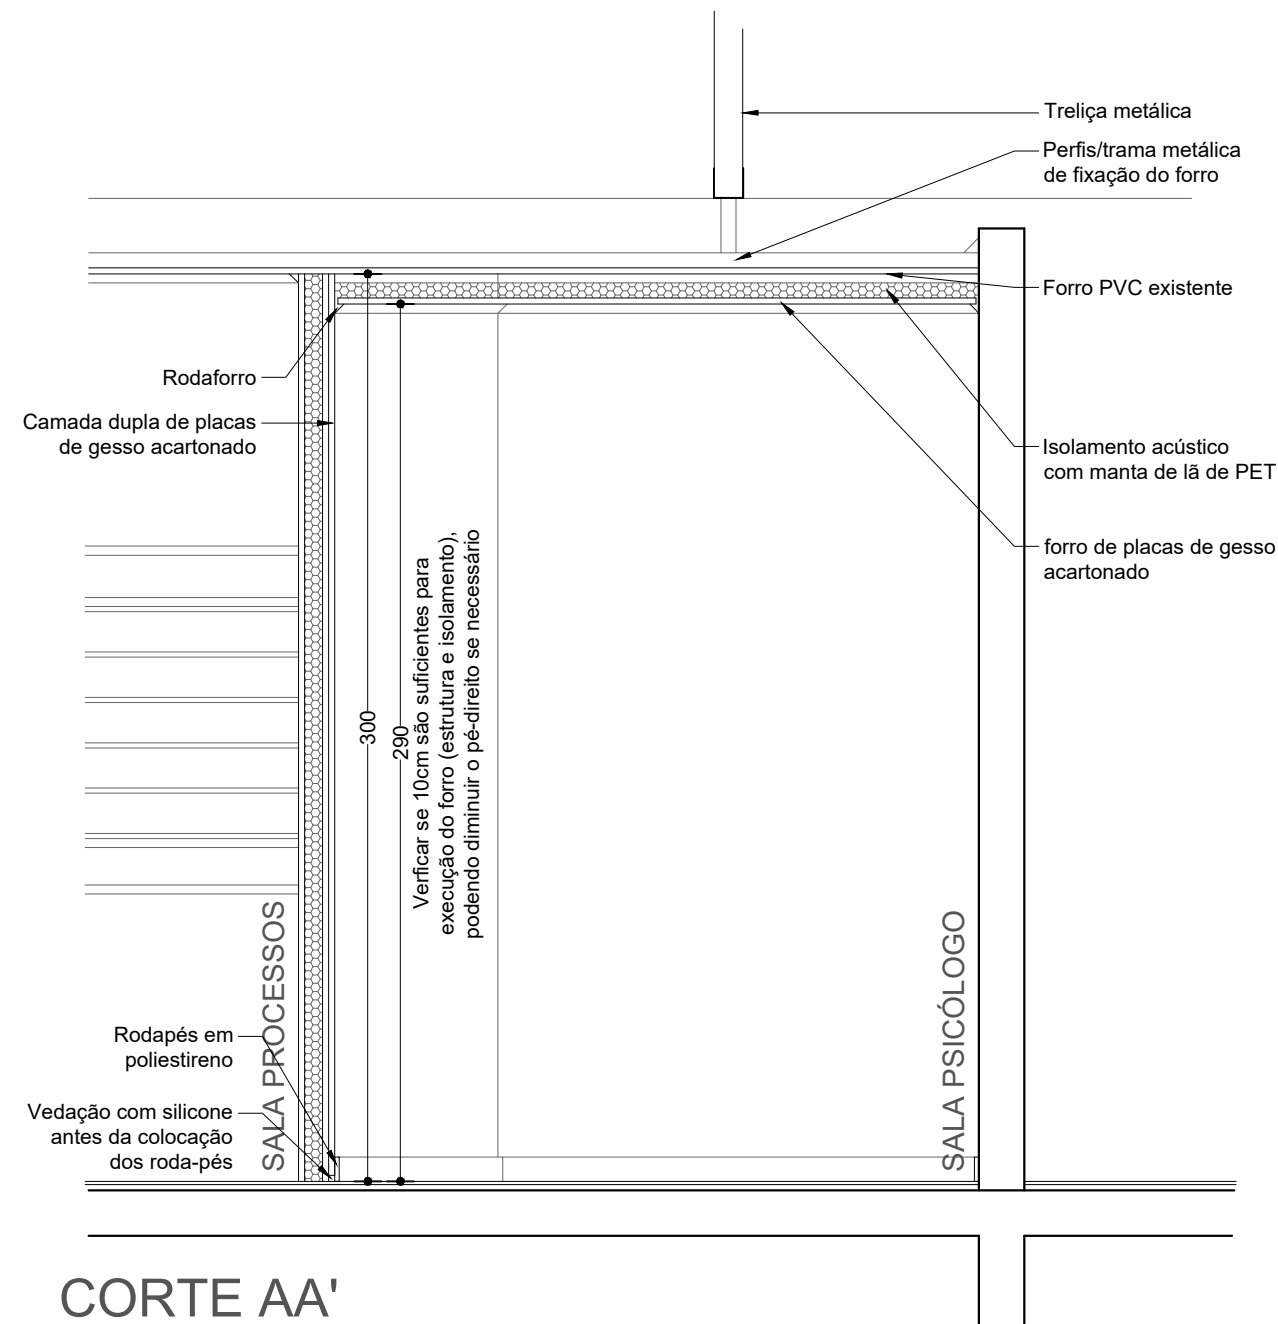 Treliça metálica
Perfis/trama metálica
de fixação do forro
Forro PVC existente
Rodaforro
Camada dupla de placas
de gesso acartonado
Isolamento acústico
com manta de lã de PET
forro de placas de gesso
acartonado
300
290
Verficar se 10cm são suficientes para
execução do forro (estrutura e isolamento),
podendo diminuir o pé-direito se necessário
SALA PROCESSOS
SALA PSICÓLOGO
Rodapés em
poliestireno
Vedação com silicone
antes da colocação
dos roda-pés
CORTE AA'